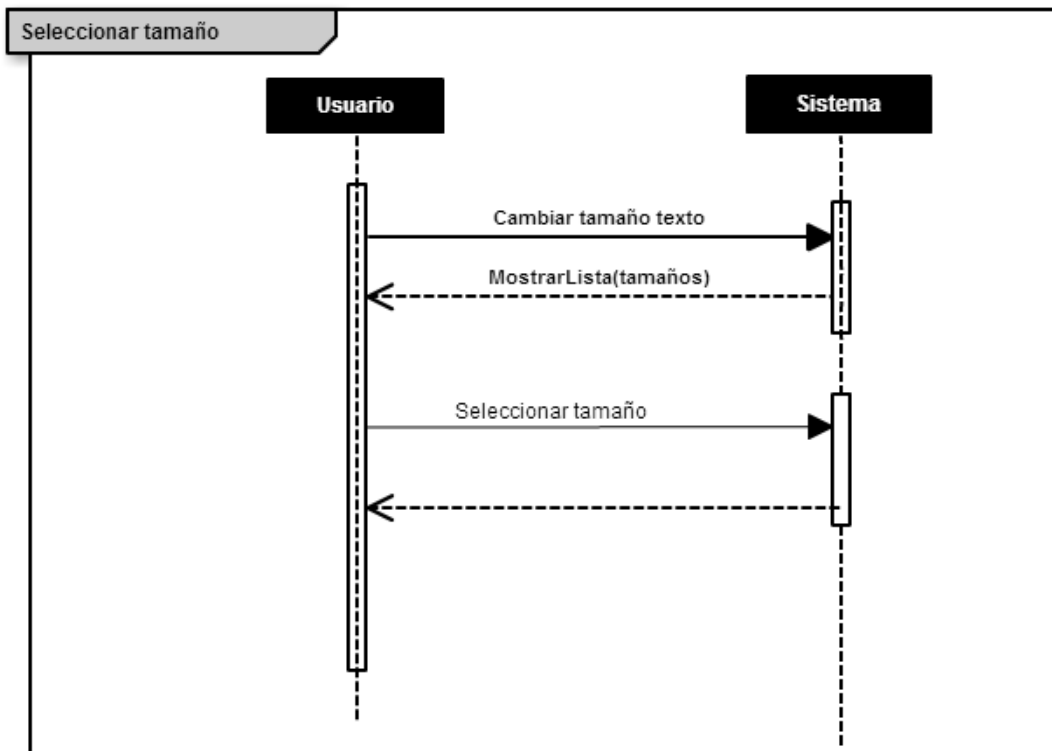 Seleccionar tamaño
Usuario
Sistema
Cambiar tamaño texto
MostrarLista(tamaños)
Seleccionar tamaño